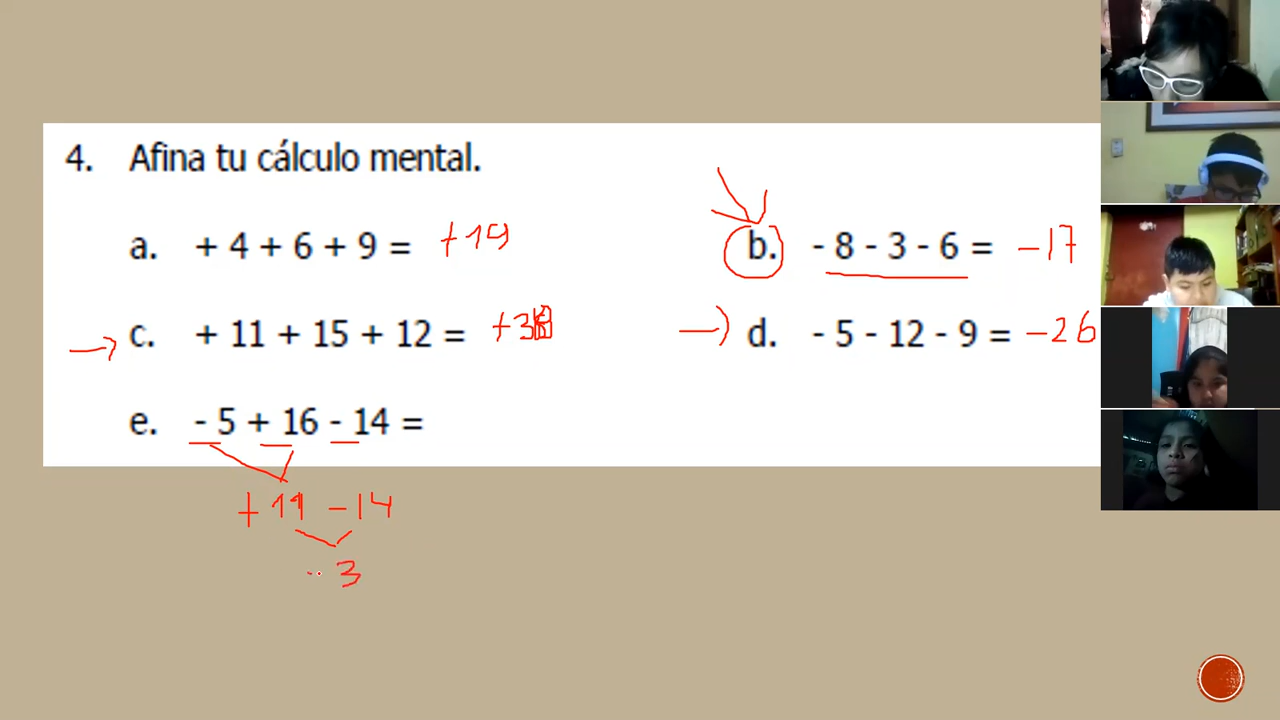 4. Afina tu cálculo mental.
a. + 4 + 6 + 9 = +19
b. - 8 - 3 - 6 = -17
c. + 11 + 15 + 12 = +38
d. - 5 - 12 - 9 = -26
e. - 5 + 16 - 14 =
+11 -14
-3